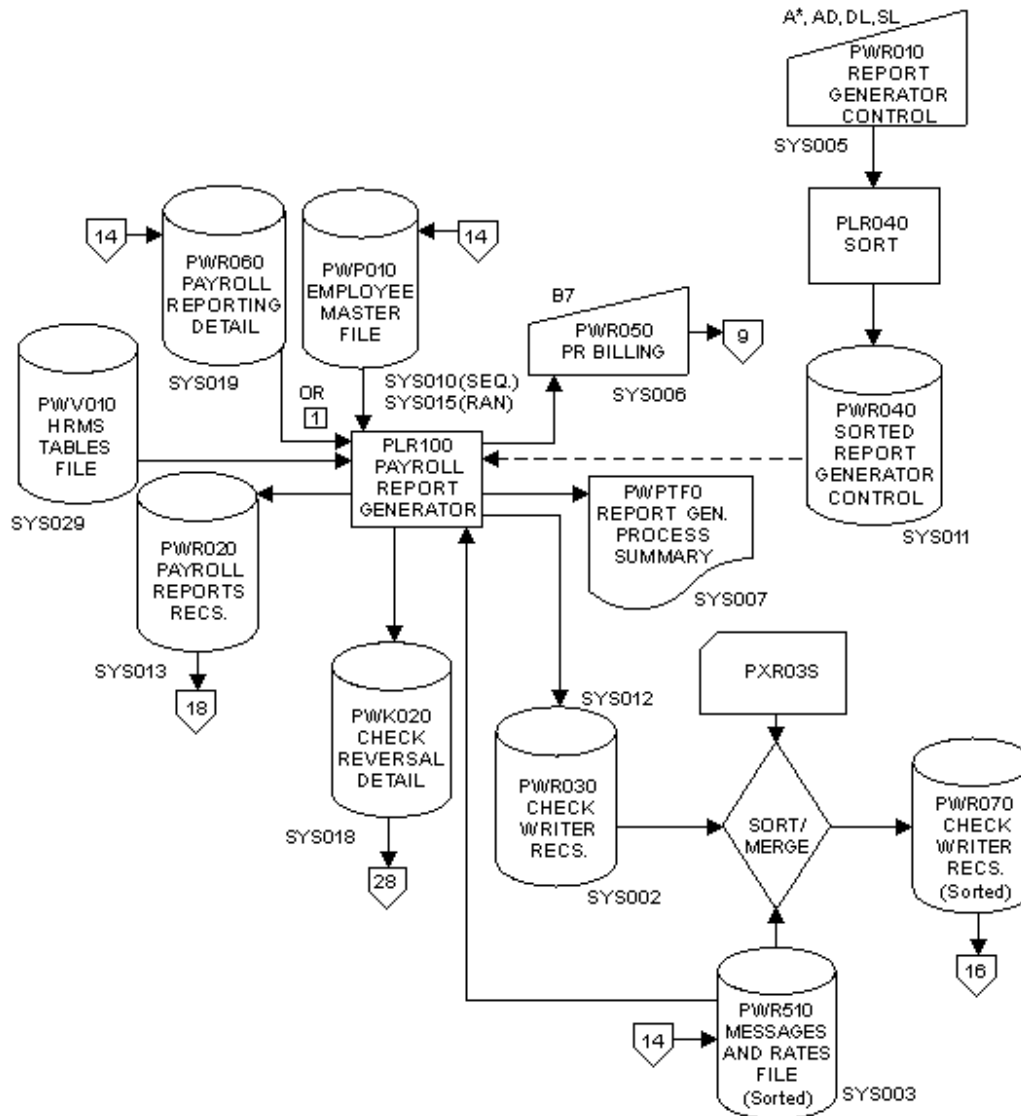 A*, AD, DL, SL
PWR010
REPORT
GENERATOR
CONTROL
SYS005
PLR040
SORT
14
PWR060
PAYROLL
REPORTING
DETAIL
SYS019
PWP010
EMPLOYEE
MASTER
FILE
14
SYS010(SEQ.)
SYS015(RAN)
B7
PWR050
PR BILLING
SYS006
9
PWR040
SORTED
REPORT
GENERATOR
CONTROL
SYS011
PWV010
HRMS
TABLES
FILE
SYS029
OR
1
PLR100
PAYROLL
REPORT
GENERATOR
PWPTF0
REPORT GEN.
PROCESS
SUMMARY
SYS007
PWR020
PAYROLL
REPORTS
RECS.
SYS013
18
PWK020
CHECK
REVERSAL
DETAIL
SYS018
28
SYS012
PWR030
CHECK
WRITER
RECS.
SYS002
PXR03S
SORT/
MERGE
PWR070
CHECK
WRITER
RECS.
(Sorted)
16
14
PWR510
MESSAGES
AND RATES
FILE
(Sorted)
SYS003